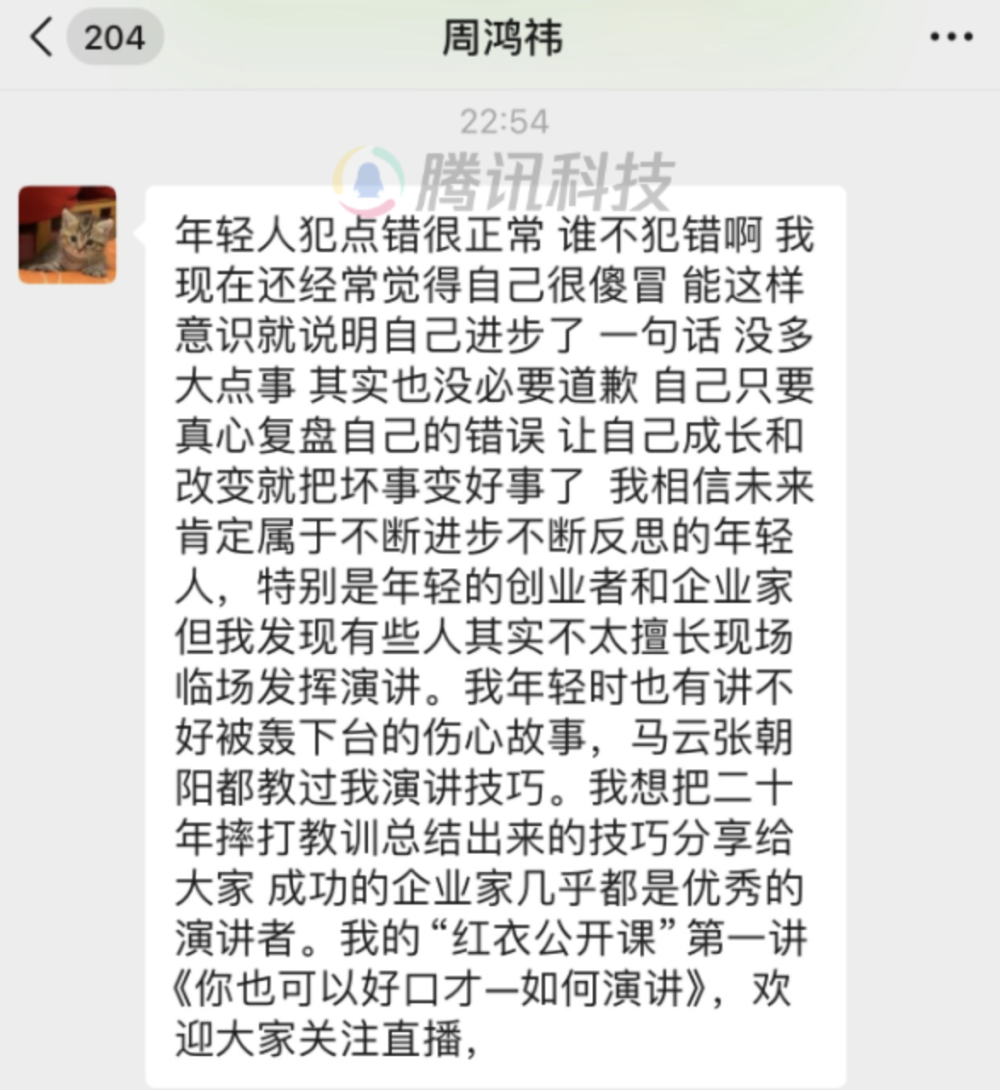 204
周鸿祎
22:54
腾讯科技
年轻人犯点错很正常 谁不犯错啊 我
现在还经常觉得自己很傻冒 能这样
意识就说明自己进步了 一句话 没多
大点事 其实也没必要道歉 自己只要
真心复盘自己的错误 让自己成长和
改变就把坏事变好事了  我相信未来
肯定属于不断进步不断反思的年轻
人，特别是年轻的创业者和企业家
但我发现有些人其实不太擅长现场
临场发挥演讲。我年轻时也有讲不
好被轰下台的伤心故事，马云张朝
阳都教过我演讲技巧。我想把二十
年摔打教训总结出来的技巧分享给
大家 成功的企业家几乎都是优秀的
演讲者。我的“红衣公开课”第一讲
《你也可以好口才—如何演讲》，欢
迎大家关注直播，